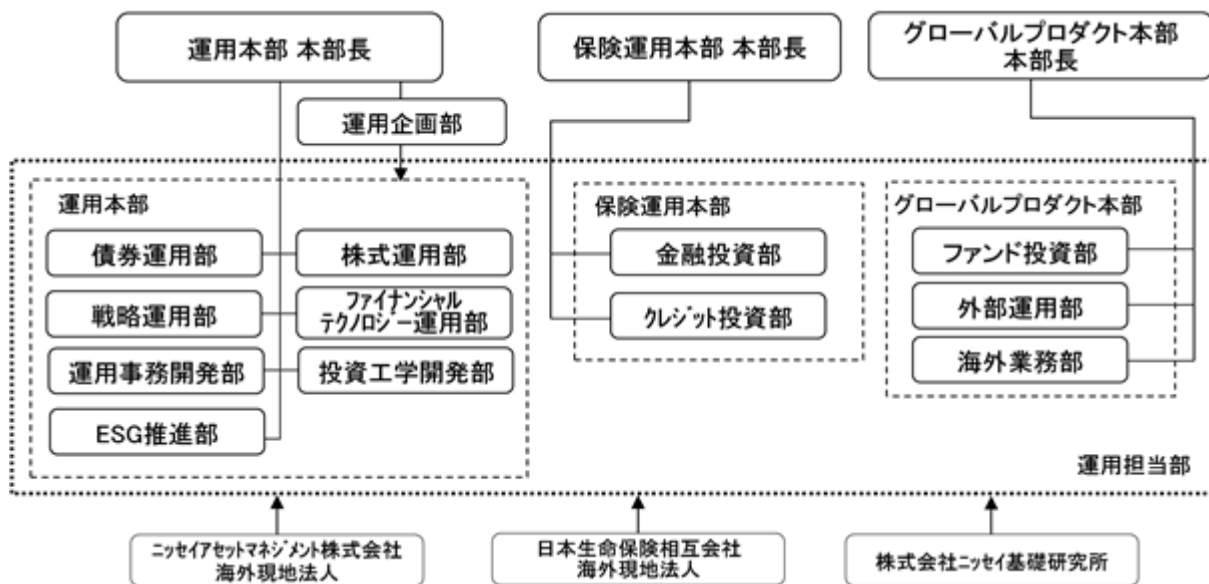 運用本部 本部長
保険運用本部 本部長
グローバルプロダクト本部
本部長
運用企画部
運用本部
債券運用部
株式運用部
戦略運用部
ファイナンシャル
テクノロジー運用部
運用事務開発部
投資工学開発部
ESG推進部
保険運用本部
金融投資部
クレジット投資部
グローバルプロダクト本部
ファンド投資部
外部運用部
海外業務部
運用担当部
ニッセイアセットマネジメント株式会社
海外現地法人
日本生命保険相互会社
海外現地法人
株式会社ニッセイ基礎研究所